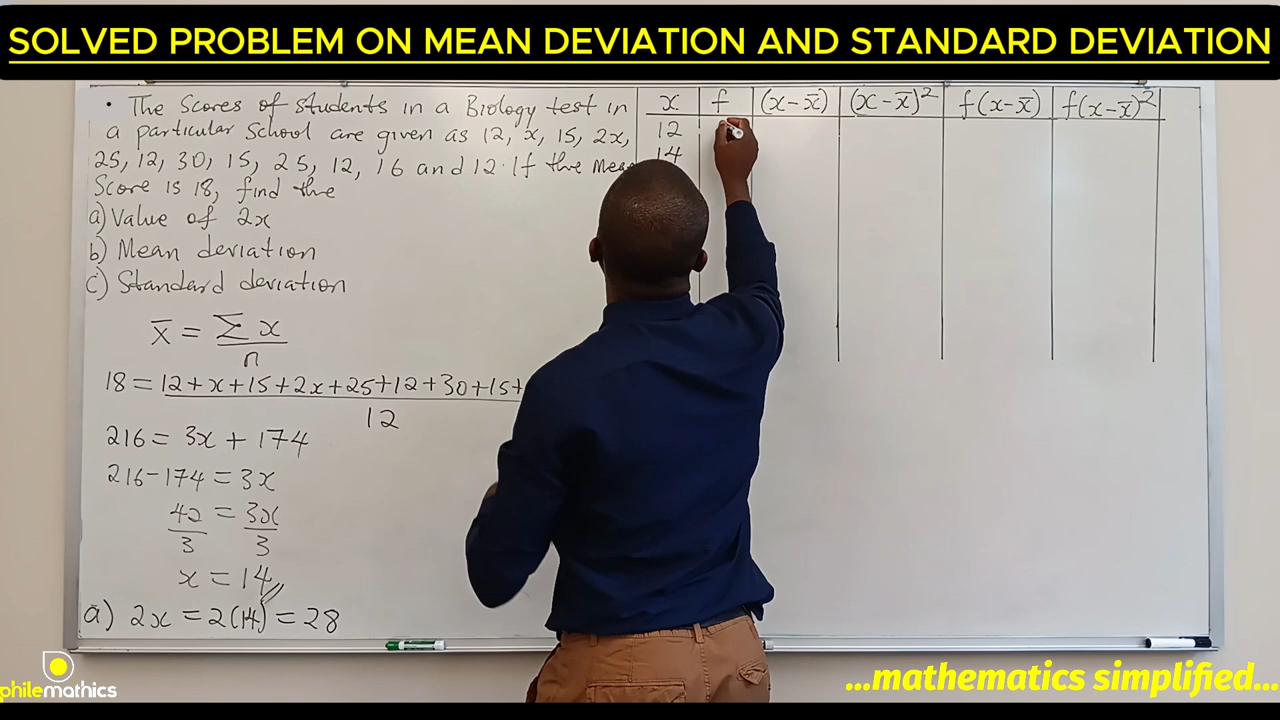 SOLVED PROBLEM ON MEAN DEVIATION AND STANDARD DEVIATION
• The Scores of students in a Biology test in
a particular School are given as 12, x, 15, 2x,
25, 12, 30, 15, 25, 12, 16 and 12. If the Mea
Score is 18, find the
a) Value of 2x
b) Mean deviation
c) Standard deviation
x̄ = Σx
n
18 = 12+x+15+2x+25+12+30+15+
12
216 = 3x + 174
216-174 = 3x
42 = 3x
3 3
x = 14
a) 2x = 2(14) = 28
x f (x-x̄) (x-x̄)² f(x-x̄) f(x-x̄)²
12
14
philemathics
...mathematics simplified...